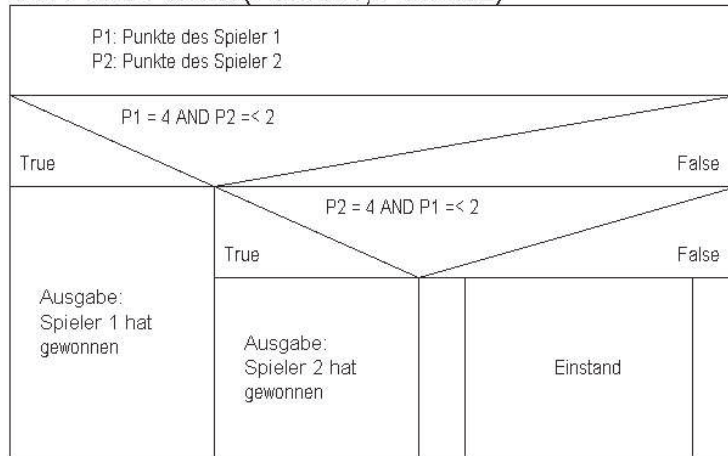 P1: Punkte des Spieler 1
P2: Punkte des Spieler 2
P1 = 4 AND P2 =< 2
True
False
P2 = 4 AND P1 =< 2
True
False
Ausgabe:
Spieler 1 hat
gewonnen
Ausgabe:
Spieler 2 hat
gewonnen
Einstand